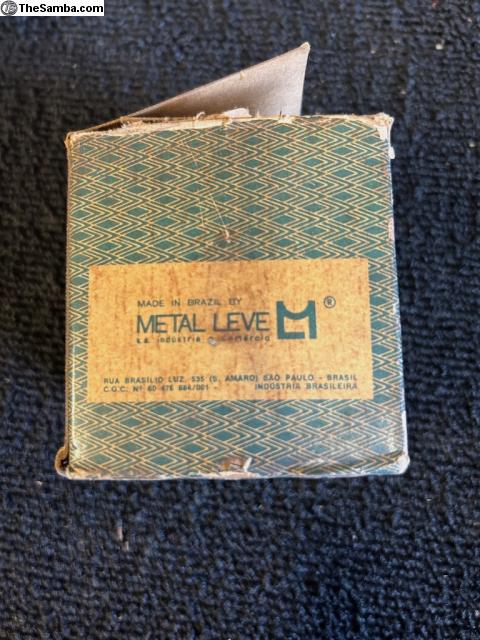 TheSamba.com
MADE IN BRAZIL BY
METAL LEVE LM ®
s.a. indústria e comércio
RUA BRASILIO LUZ, 535 (S. AMARO) SÃO PAULO - BRASIL
C.G.C. Nº 60 476 884/001 - INDÚSTRIA BRASILEIRA